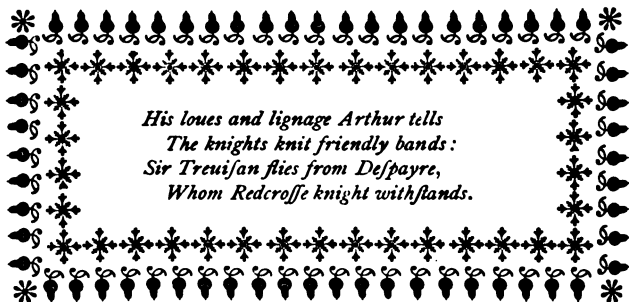 His loues and lignage Arthur tells
The knights knit friendly bands:
Sir Treuiſan flies from Deſpayre,
Whom Redcroſſe knight withſtands.